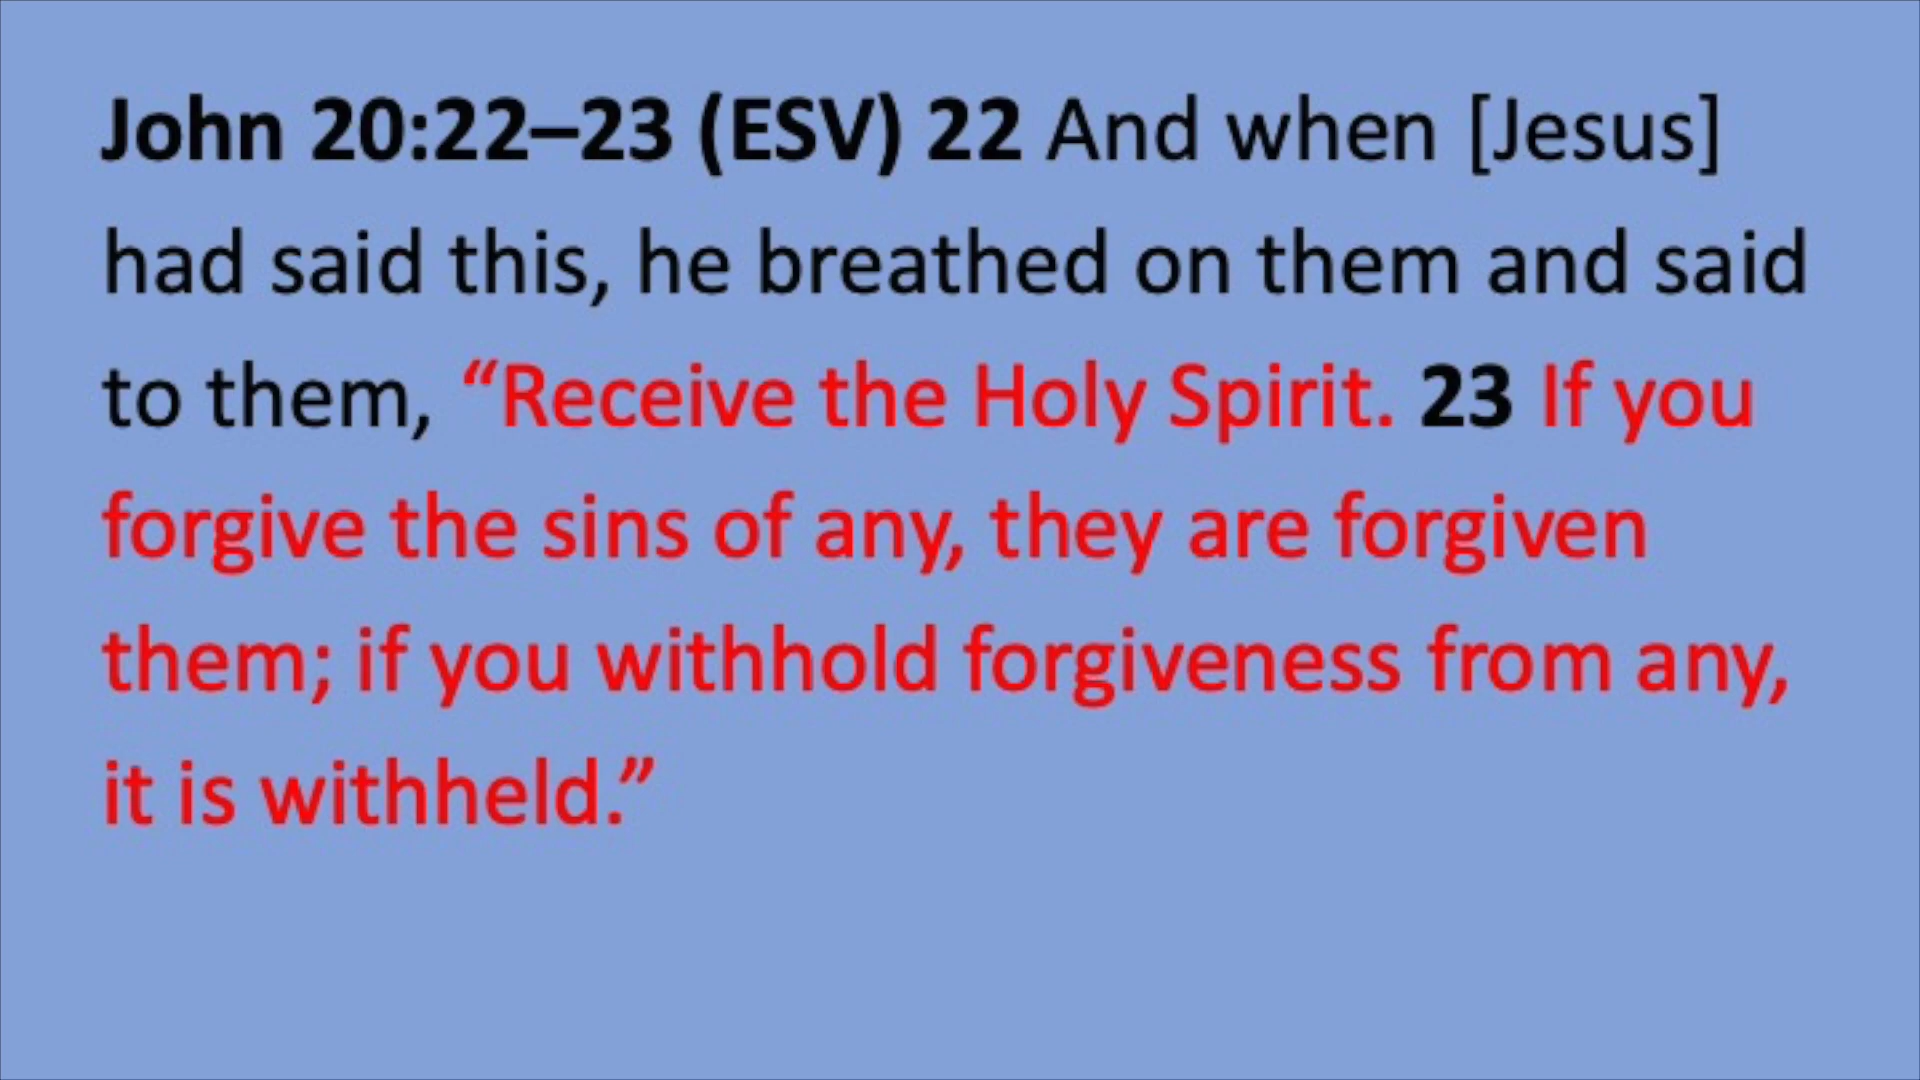 John 20:22–23 (ESV) 22 And when [Jesus]
had said this, he breathed on them and said
to them, “Receive the Holy Spirit. 23 If you
forgive the sins of any, they are forgiven
them; if you withhold forgiveness from any,
it is withheld.”